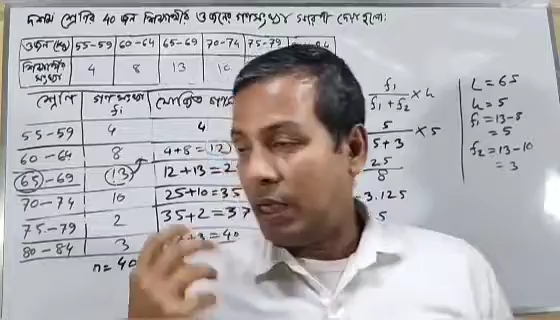 দশম শ্রেণির 40 জন শিক্ষার্থীর ওজনের গণসংখ্যা সারণী দেওয়া হলো:
ওজন (kg) 55-59 60-64 65-69 70-74 75-79
শিক্ষার্থীর সংখ্যা 4 8 13
শ্রেণি গণসংখ্যা fi যোজিত
55-59 4 4
60-64 8 4+8=12
65-69 13 12+13=2
70-74 10 25+10=35
75-79 2 35+2=37
80-84 3 =40
n=40
f₁ / f₁+f₂ × h
5 / 5+3 × 5
25 / 8
3.125
5
L=65
h=5
f₁=13-8
=5
f₂=13-10
=3